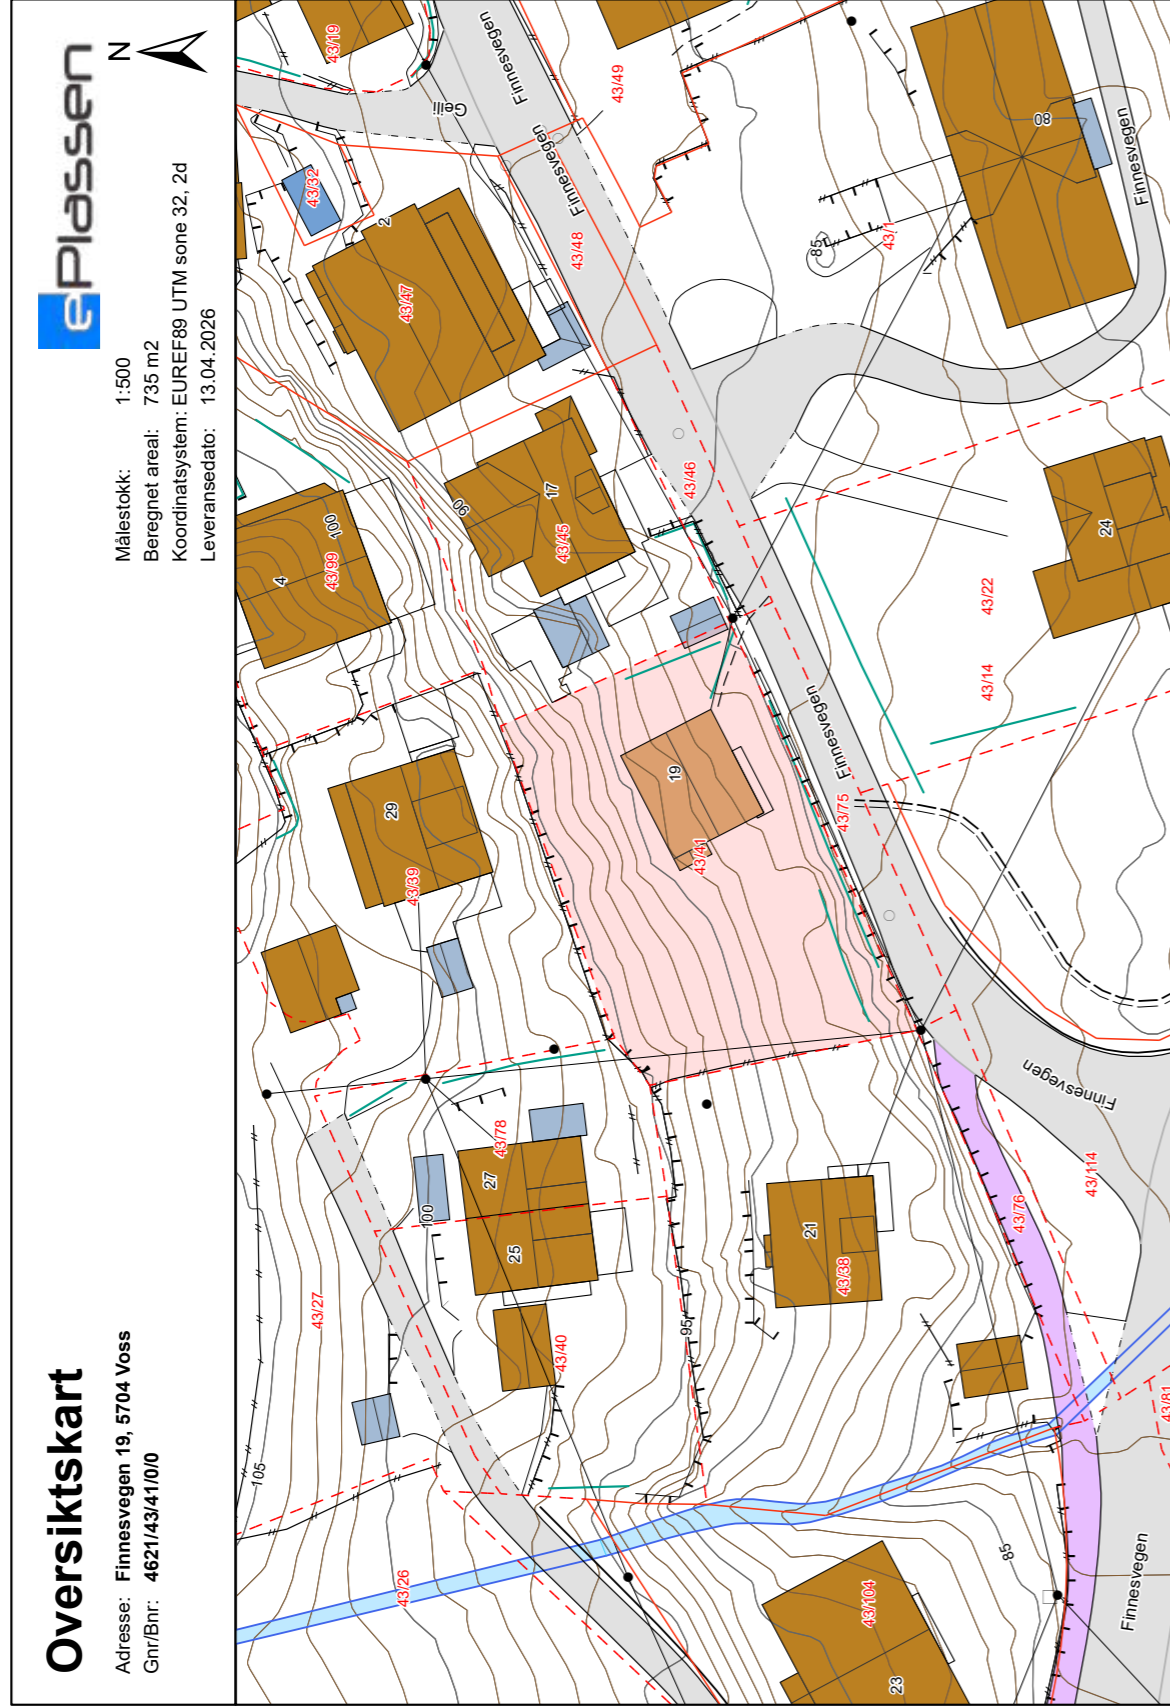 Oversiktskart
Adresse: Finnesvegen 19, 5704 Voss
Gnr/Bnr: 4621/43/41/0/0
Målestokk: 1:500
Beregnet areal: 735 m2
Koordinatsystem: EUREF89 UTM sone 32, 2d
Leveransedato: 13.04.2026
ePlassen
N
105
43/27
43/26
43/40
25
27
100
43/78
43/39
29
4
43/99
100
43/32
43/19
2
43/47
Geili
Finnesvegen
90
17
43/45
43/48
Finnesvegen
Finnesvegen
43/49
43/46
19
43/41
95
21
43/38
43/104
23
85
43/75
Finnesvegen
43/14
43/22
24
85
43/1
80
Finnesvegen
Finnesvegen
43/76
43/114
43/81
Finnesvegen